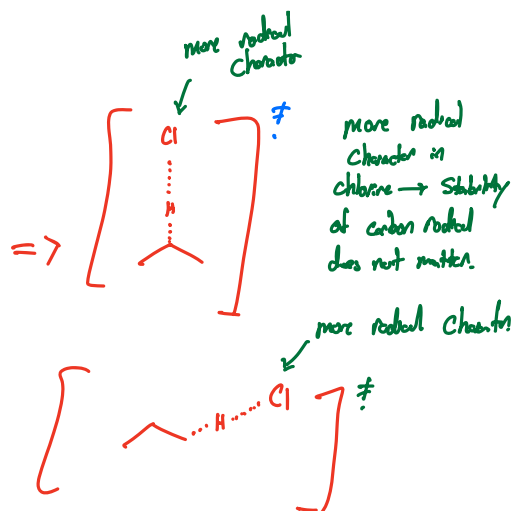 more radical
Character
Cl
≠
H
=>
more radical
Character in
chlorine → Stability
of carbon radical
does not matter.
more radical Character
Cl
≠
H